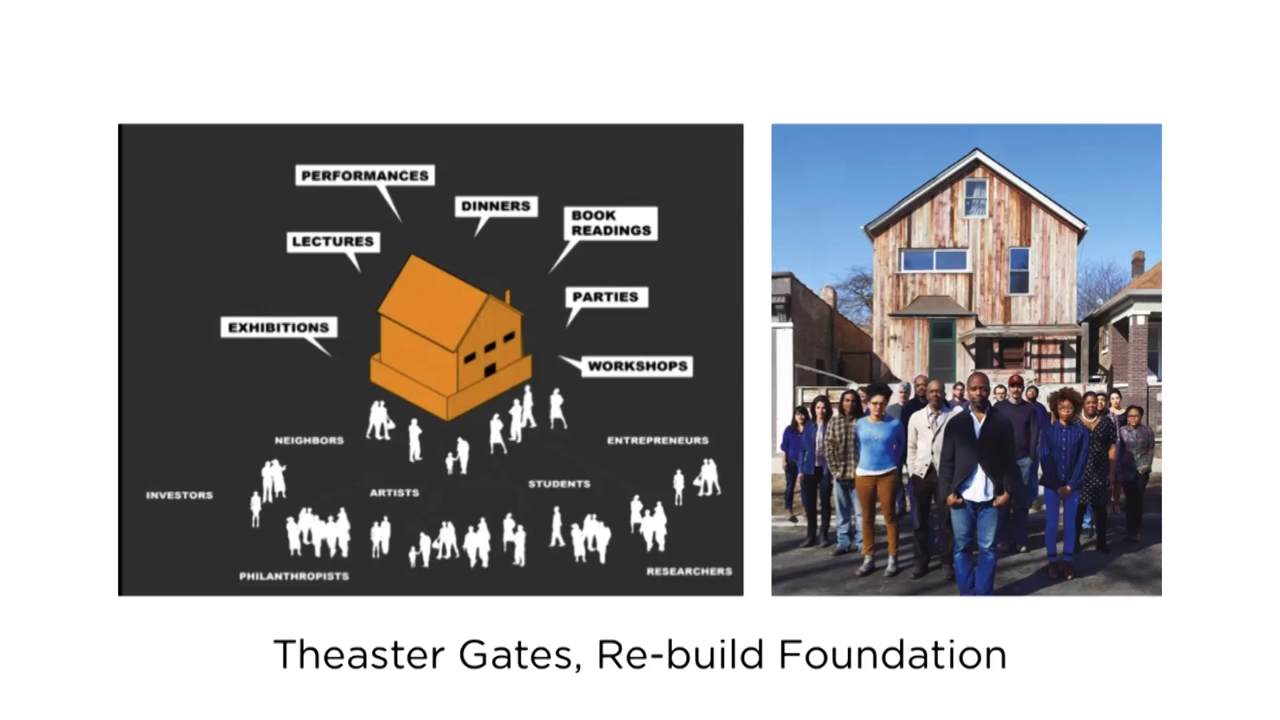 PERFORMANCES
DINNERS
BOOK
READINGS
LECTURES
PARTIES
EXHIBITIONS
WORKSHOPS
NEIGHBORS
ENTREPRENEURS
INVESTORS
ARTISTS
STUDENTS
PHILANTHROPISTS
RESEARCHERS
Theaster Gates, Re-build Foundation